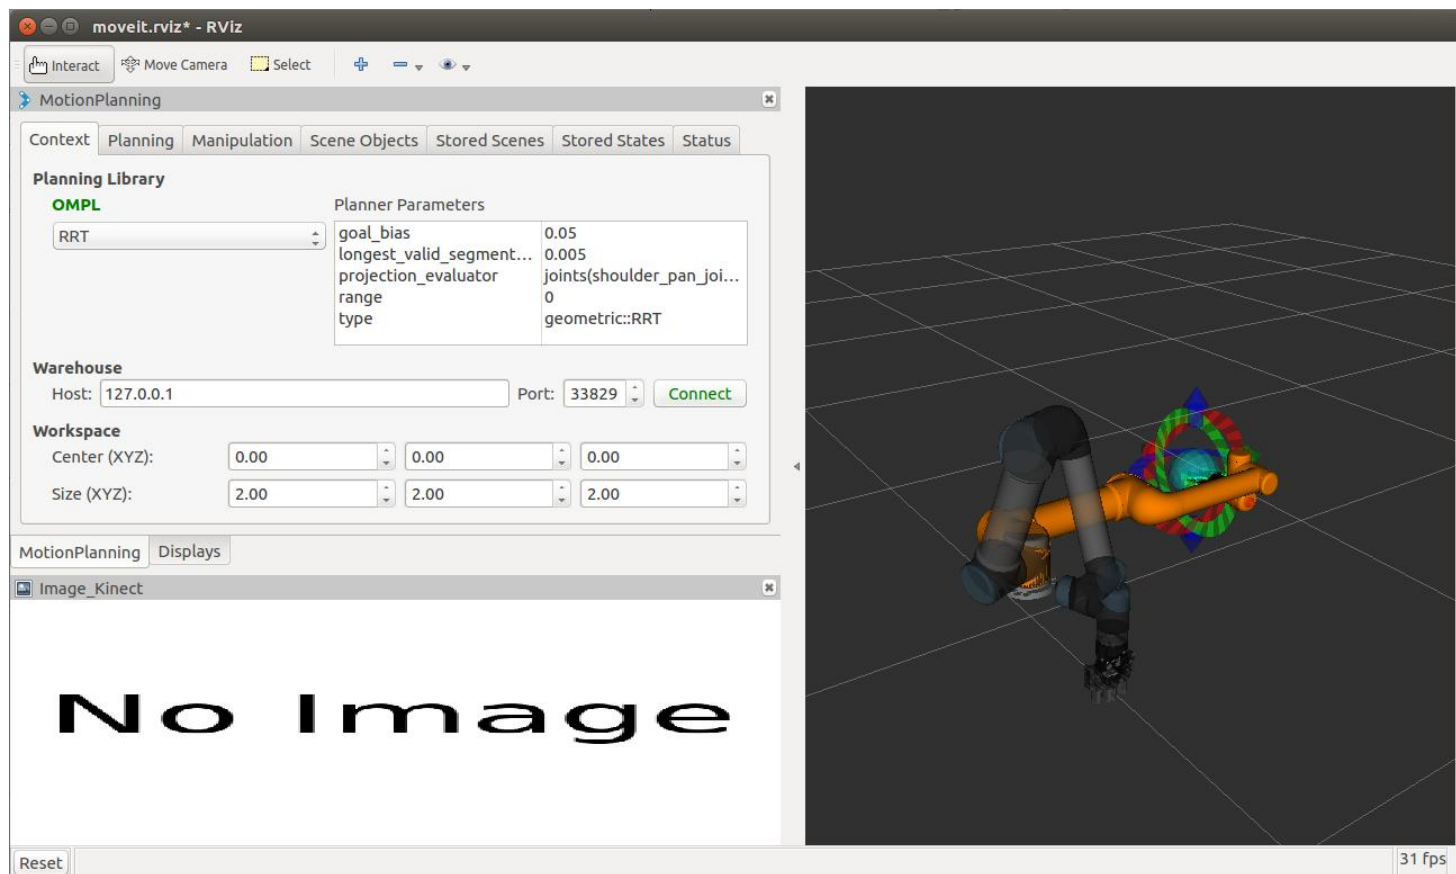 moveit.rviz* - RViz
Interact Move Camera Select
MotionPlanning
Context Planning Manipulation Scene Objects Stored Scenes Stored States Status
Planning Library
OMPL Planner Parameters
RRT
goal_bias 0.05
longest_valid_segment... 0.005
projection_evaluator joints(shoulder_pan_joi...
range 0
type geometric::RRT
Warehouse
Host: 127.0.0.1 Port: 33829 Connect
Workspace
Center (XYZ): 0.00 0.00 0.00
Size (XYZ): 2.00 2.00 2.00
MotionPlanning Displays
Image_Kinect
No Image
Reset 31 fps